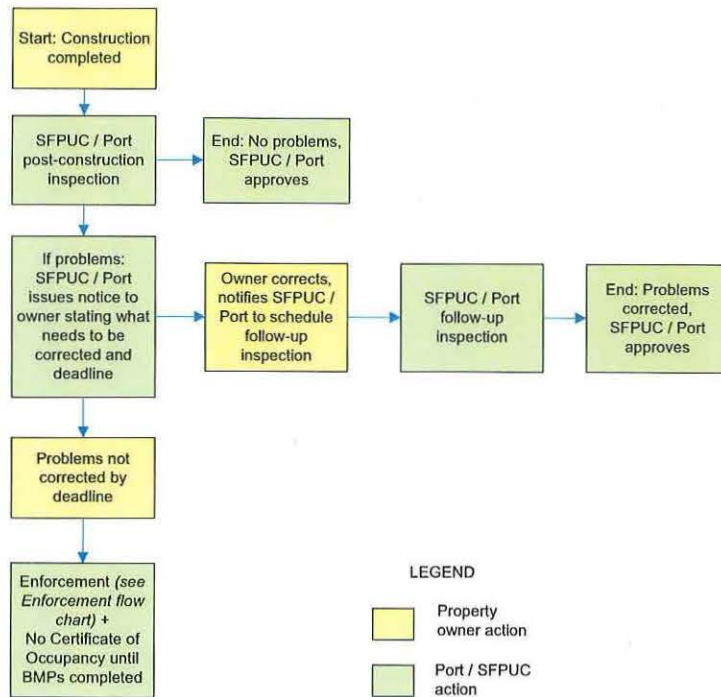 Start: Construction
completed
SFPUC / Port
post-construction
inspection
End: No problems,
SFPUC / Port
approves
If problems:
SFPUC / Port
issues notice to
owner stating what
needs to be
corrected and
deadline
Owner corrects,
notifies SFPUC /
Port to schedule
follow-up
inspection
SFPUC / Port
follow-up
inspection
End: Problems
corrected,
SFPUC / Port
approves
Problems not
corrected by
deadline
Enforcement (see
Enforcement flow
chart) +
No Certificate of
Occupancy until
BMPs completed
LEGEND
Property
owner action
Port / SFPUC
action